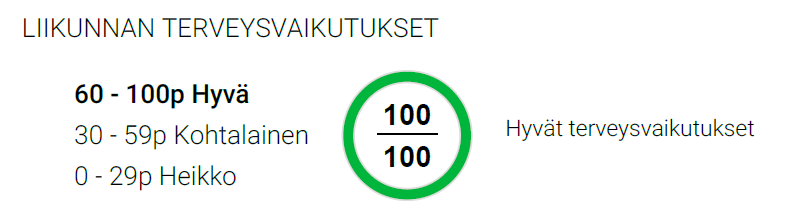 LIIKUNNAN TERVEYSVAIKUTUKSET
60 - 100p Hyvä
30 - 59p Kohtalainen
0 - 29p Heikko
100
100
Hyvät terveysvaikutukset